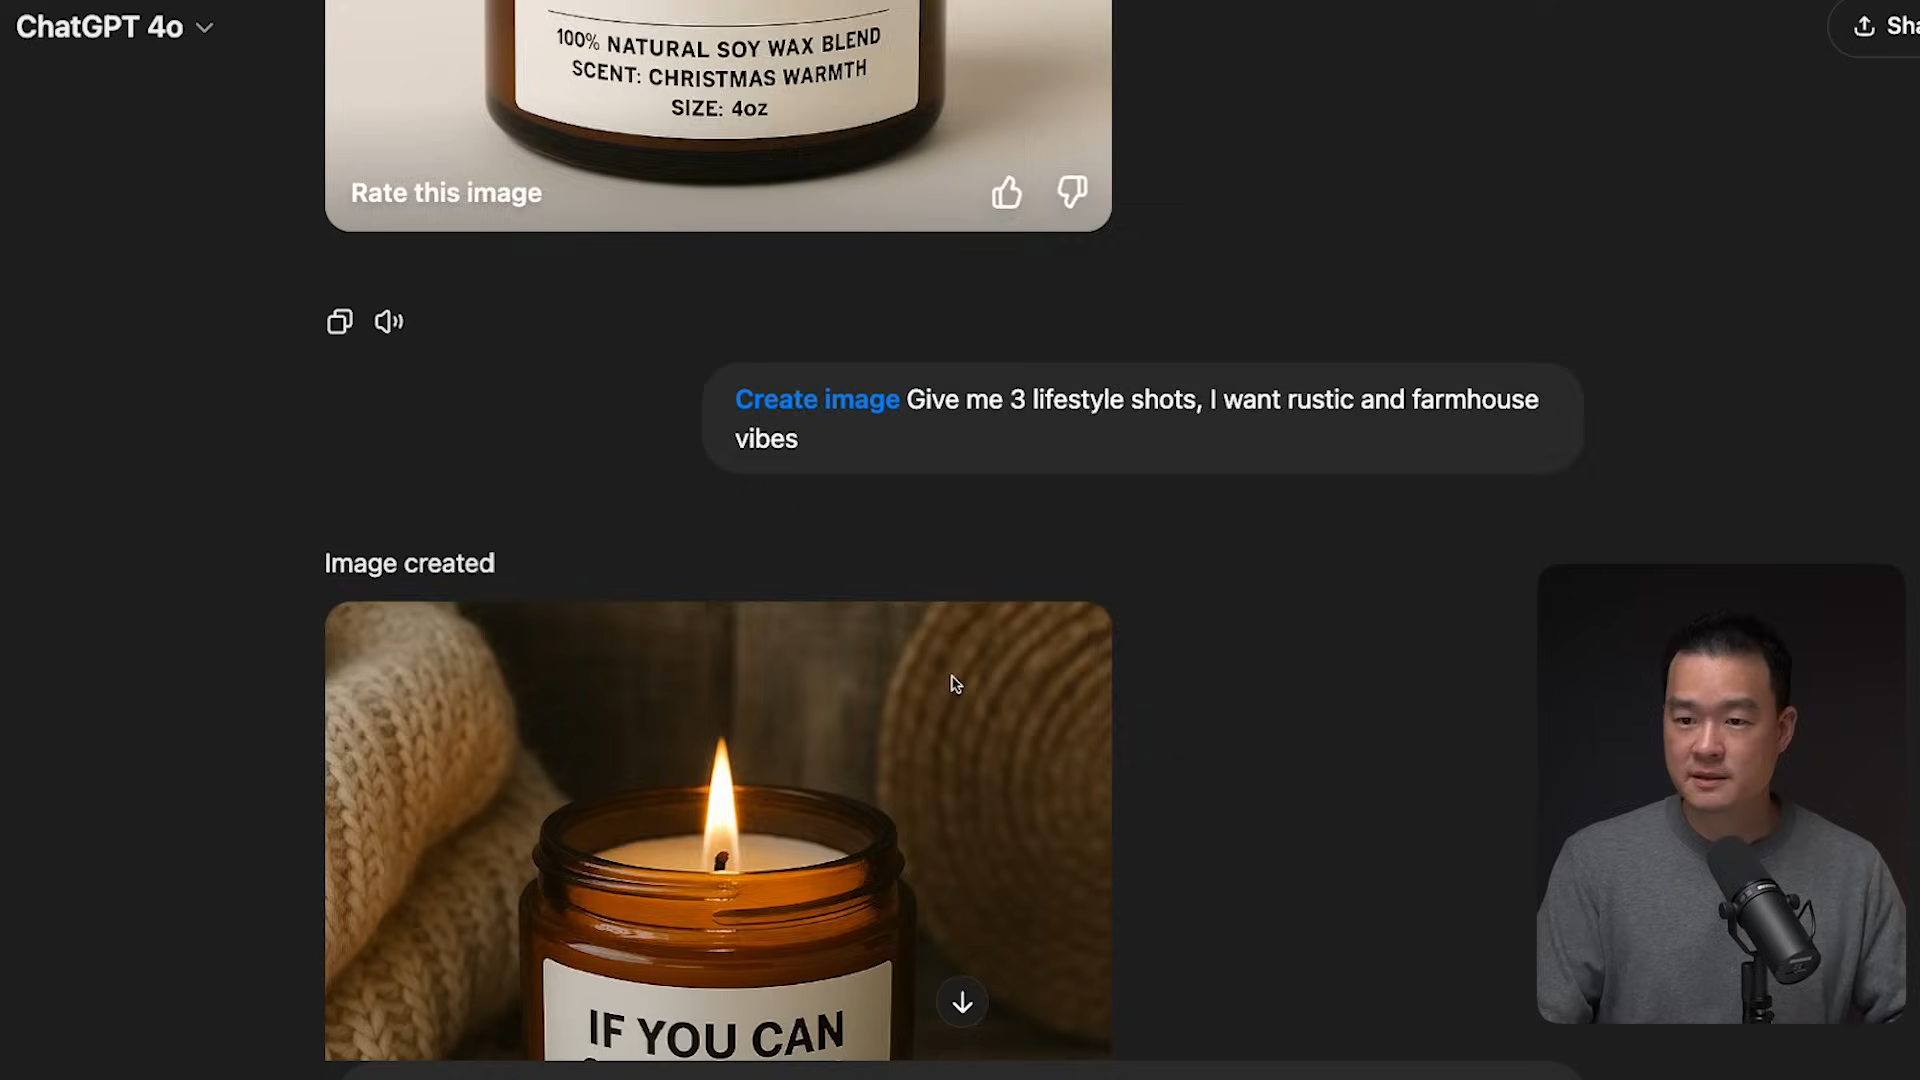 ChatGPT 4o
Sha
100% NATURAL SOY WAX BLEND
SCENT: CHRISTMAS WARMTH
SIZE: 4oz
Rate this image
Create image Give me 3 lifestyle shots, I want rustic and farmhouse
vibes
Image created
IF YOU CAN